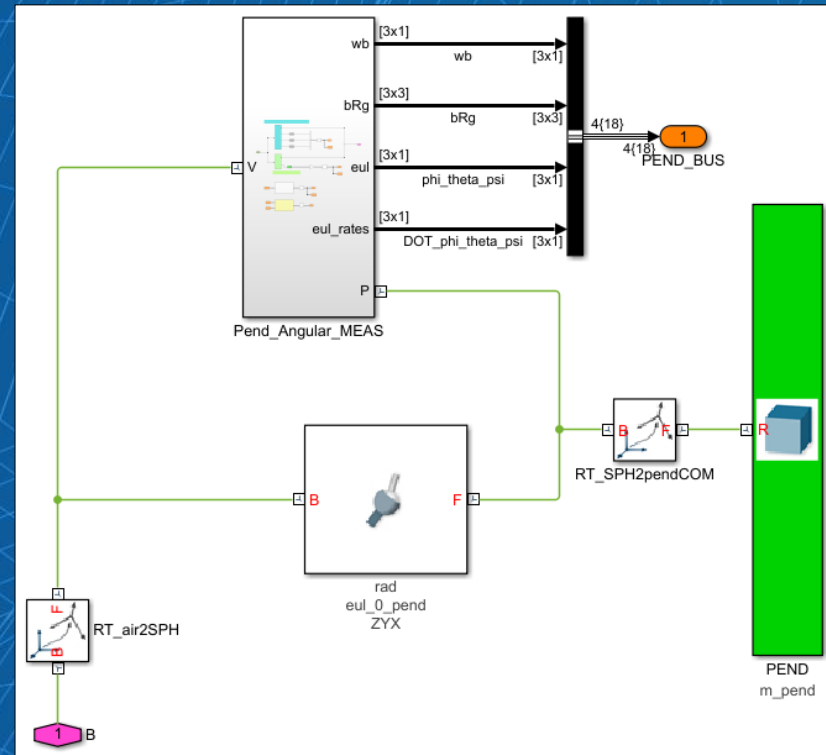 wb
[3x1]
wb
[3x1]
bRg
[3x3]
bRg
[3x3]
4{18}
1
4{18}
PEND_BUS
V
eul
[3x1]
phi_theta_psi
[3x1]
eul_rates
[3x1]
DOT_phi_theta_psi
[3x1]
P
Pend_Angular_MEAS
B
F
RT_SPH2pendCOM
R
B
F
rad
eul_0_pend
ZYX
F
B
RT_air2SPH
PEND
m_pend
1
B